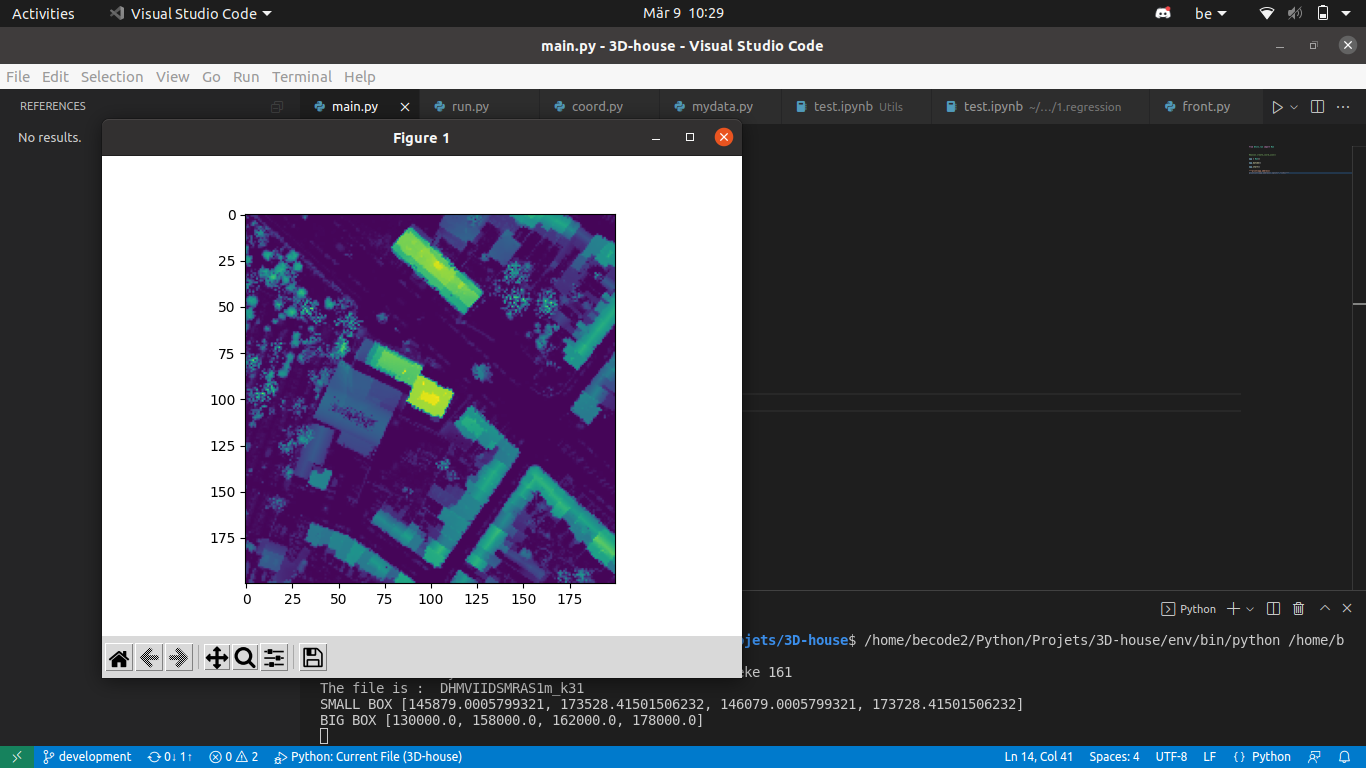 Activities Visual Studio Code Mär 9 10:29 be
main.py - 3D-house - Visual Studio Code
File Edit Selection View Go Run Terminal Help
REFERENCES main.py run.py coord.py mydata.py test.ipynb Utils test.ipynb ~/.../1.regression front.py
No results.
Figure 1
0
25
50
75
100
125
150
175
0 25 50 75 100 125 150 175
Python
ojets/3D-house$ /home/becode2/Python/Projets/3D-house/env/bin/python /home/b
eke 161
The file is : DHMVIIDSMRAS1m_k31
SMALL BOX [145879.0005799321, 173528.41501506232, 146079.0005799321, 173728.41501506232]
BIG BOX [130000.0, 158000.0, 162000.0, 178000.0]
development 0↓ 1↑ 0 2 Python: Current File (3D-house) Ln 14, Col 41 Spaces: 4 UTF-8 LF { } Python